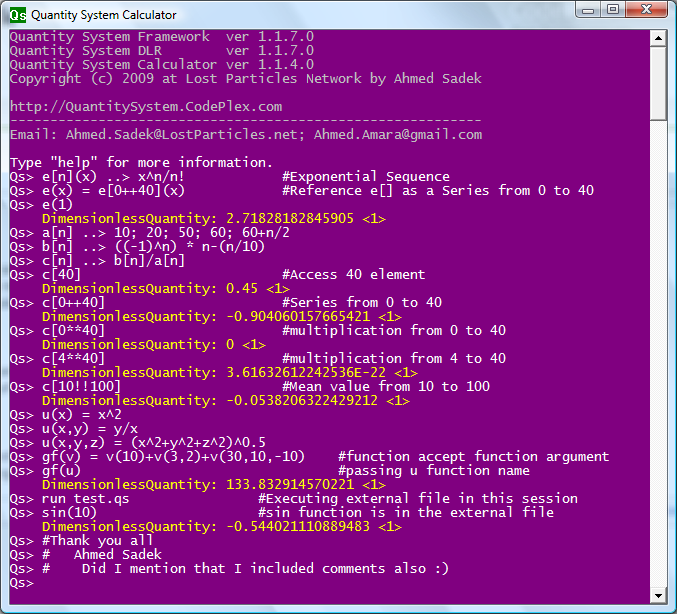 Qs Quantity System Calculator
Quantity System Framework  ver 1.1.7.0
Quantity System DLR        ver 1.1.7.0
Quantity System Calculator ver 1.1.4.0
Copyright (c) 2009 at Lost Particles Network by Ahmed Sadek
http://QuantitySystem.CodePlex.com
------------------------------------------------------------
Email: Ahmed.Sadek@LostParticles.net; Ahmed.Amara@gmail.com
Type "help" for more information.
Qs> e[n](x) ..> x^n/n!            #Exponential Sequence
Qs> e(x) = e[0++40](x)            #Reference e[] as a Series from 0 to 40
Qs> e(1)
    DimensionlessQuantity: 2.71828182845905 <1>
Qs> a[n] ..> 10; 20; 50; 60; 60+n/2
Qs> b[n] ..> ((-1)^n) * n-(n/10)
Qs> c[n] ..> b[n]/a[n]
Qs> c[40]                         #Access 40 element
    DimensionlessQuantity: 0.45 <1>
Qs> c[0++40]                      #Series from 0 to 40
    DimensionlessQuantity: -0.904060157665421 <1>
Qs> c[0**40]                      #multiplication from 0 to 40
    DimensionlessQuantity: 0 <1>
Qs> c[4**40]                      #multiplication from 4 to 40
    DimensionlessQuantity: 3.61632612242536E-22 <1>
Qs> c[10!!100]                    #Mean value from 10 to 100
    DimensionlessQuantity: -0.0538206322429212 <1>
Qs> u(x) = x^2
Qs> u(x,y) = y/x
Qs> u(x,y,z) = (x^2+y^2+z^2)^0.5
Qs> gf(v) = v(10)+v(3,2)+v(30,10,-10)    #function accept function argument
Qs> gf(u)                                #passing u function name
    DimensionlessQuantity: 133.832914570221 <1>
Qs> run test.qs                #Executing external file in this session
Qs> sin(10)                    #sin function is in the external file
    DimensionlessQuantity: -0.544021110889483 <1>
Qs> #Thank you all
Qs> #   Ahmed Sadek
Qs> #    Did I mention that I included comments also :)
Qs>